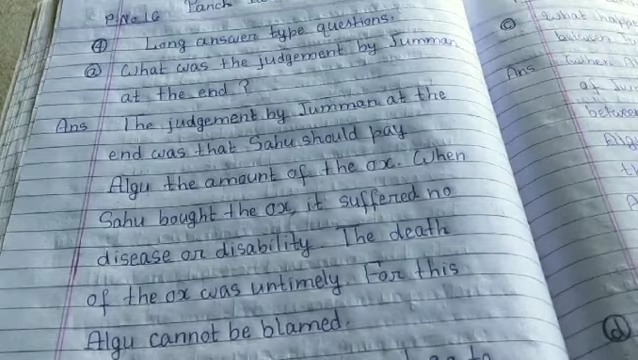 P.No 16 Panch
④ Long answer type questions.
ⓐ What was the judgement by Jumman
at the end ?
Ans The judgement by Jumman at the
end was that Sahu should pay
Algu the amount of the ox. When
Sahu bought the ox, it suffered no
disease or disability. The death
of the ox was untimely. For this
Algu cannot be blamed.
ⓒ what
between
Ans When
of
between
Algu
ⓓ